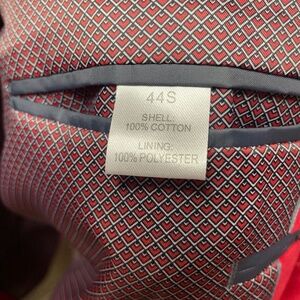 44S
SHELL:
100% COTTON
LINING:
100% POLYESTER